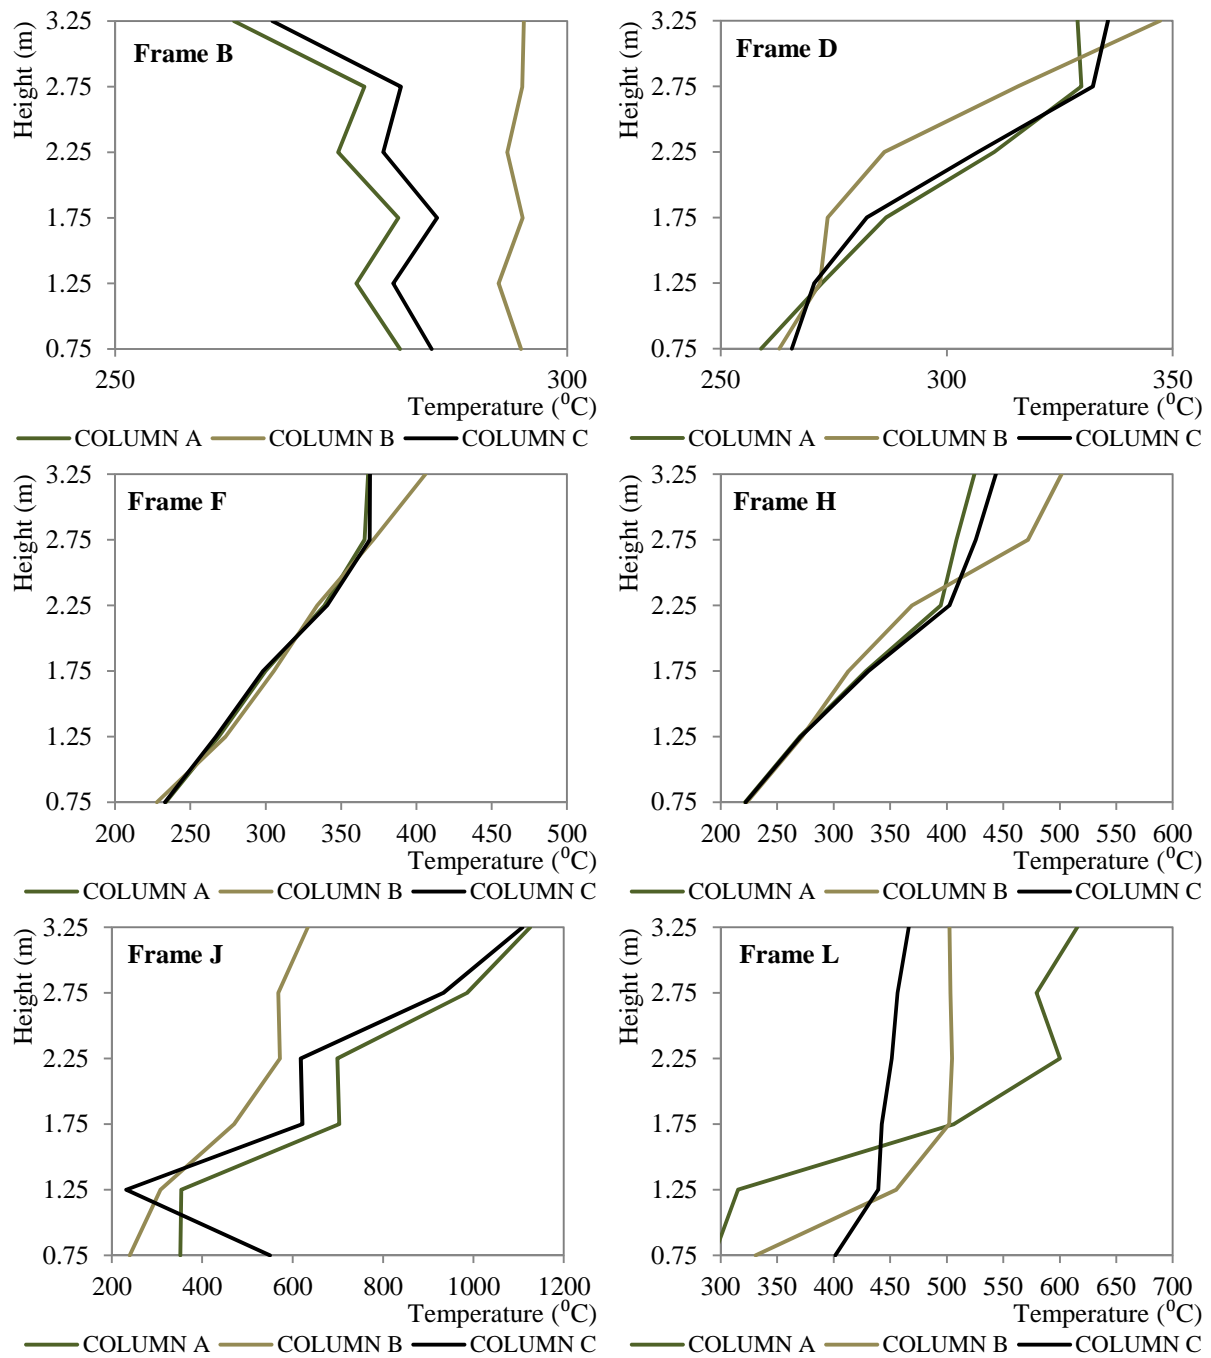 Frame B
Height (m)
3.25
2.75
2.25
1.75
1.25
0.75
250 300
Temperature (⁰C)
COLUMN A COLUMN B COLUMN C
Frame D
Height (m)
3.25
2.75
2.25
1.75
1.25
0.75
250 300 350
Temperature (⁰C)
COLUMN A COLUMN B COLUMN C
Frame F
Height (m)
3.25
2.75
2.25
1.75
1.25
0.75
200 250 300 350 400 450 500
Temperature (⁰C)
COLUMN A COLUMN B COLUMN C
Frame H
Height (m)
3.25
2.75
2.25
1.75
1.25
0.75
200 250 300 350 400 450 500 550 600
Temperature (⁰C)
COLUMN A COLUMN B COLUMN C
Frame J
Height (m)
3.25
2.75
2.25
1.75
1.25
0.75
200 400 600 800 1000 1200
Temperature (⁰C)
COLUMN A COLUMN B COLUMN C
Frame L
Height (m)
3.25
2.75
2.25
1.75
1.25
0.75
300 350 400 450 500 550 600 650 700
Temperature (⁰C)
COLUMN A COLUMN B COLUMN C